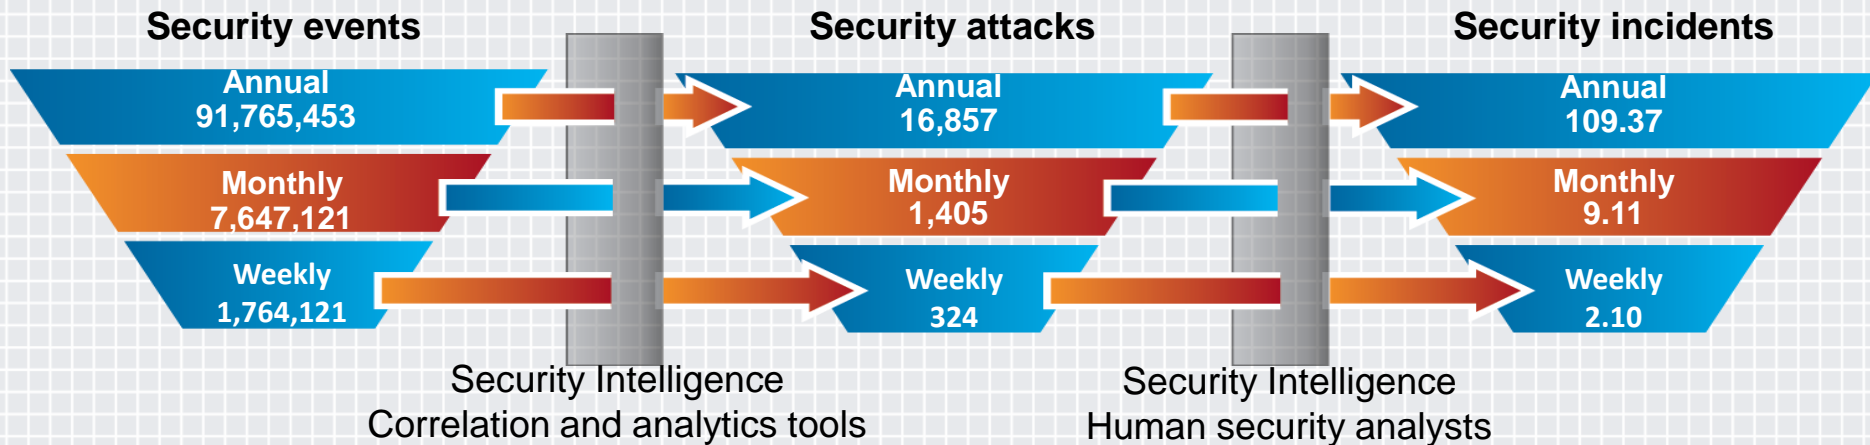 Security events
Annual
91,765,453
Monthly
7,647,121
Weekly
1,764,121
Security Intelligence
Correlation and analytics tools
Security attacks
Annual
16,857
Monthly
1,405
Weekly
324
Security Intelligence
Human security analysts
Security incidents
Annual
109.37
Monthly
9.11
Weekly
2.10